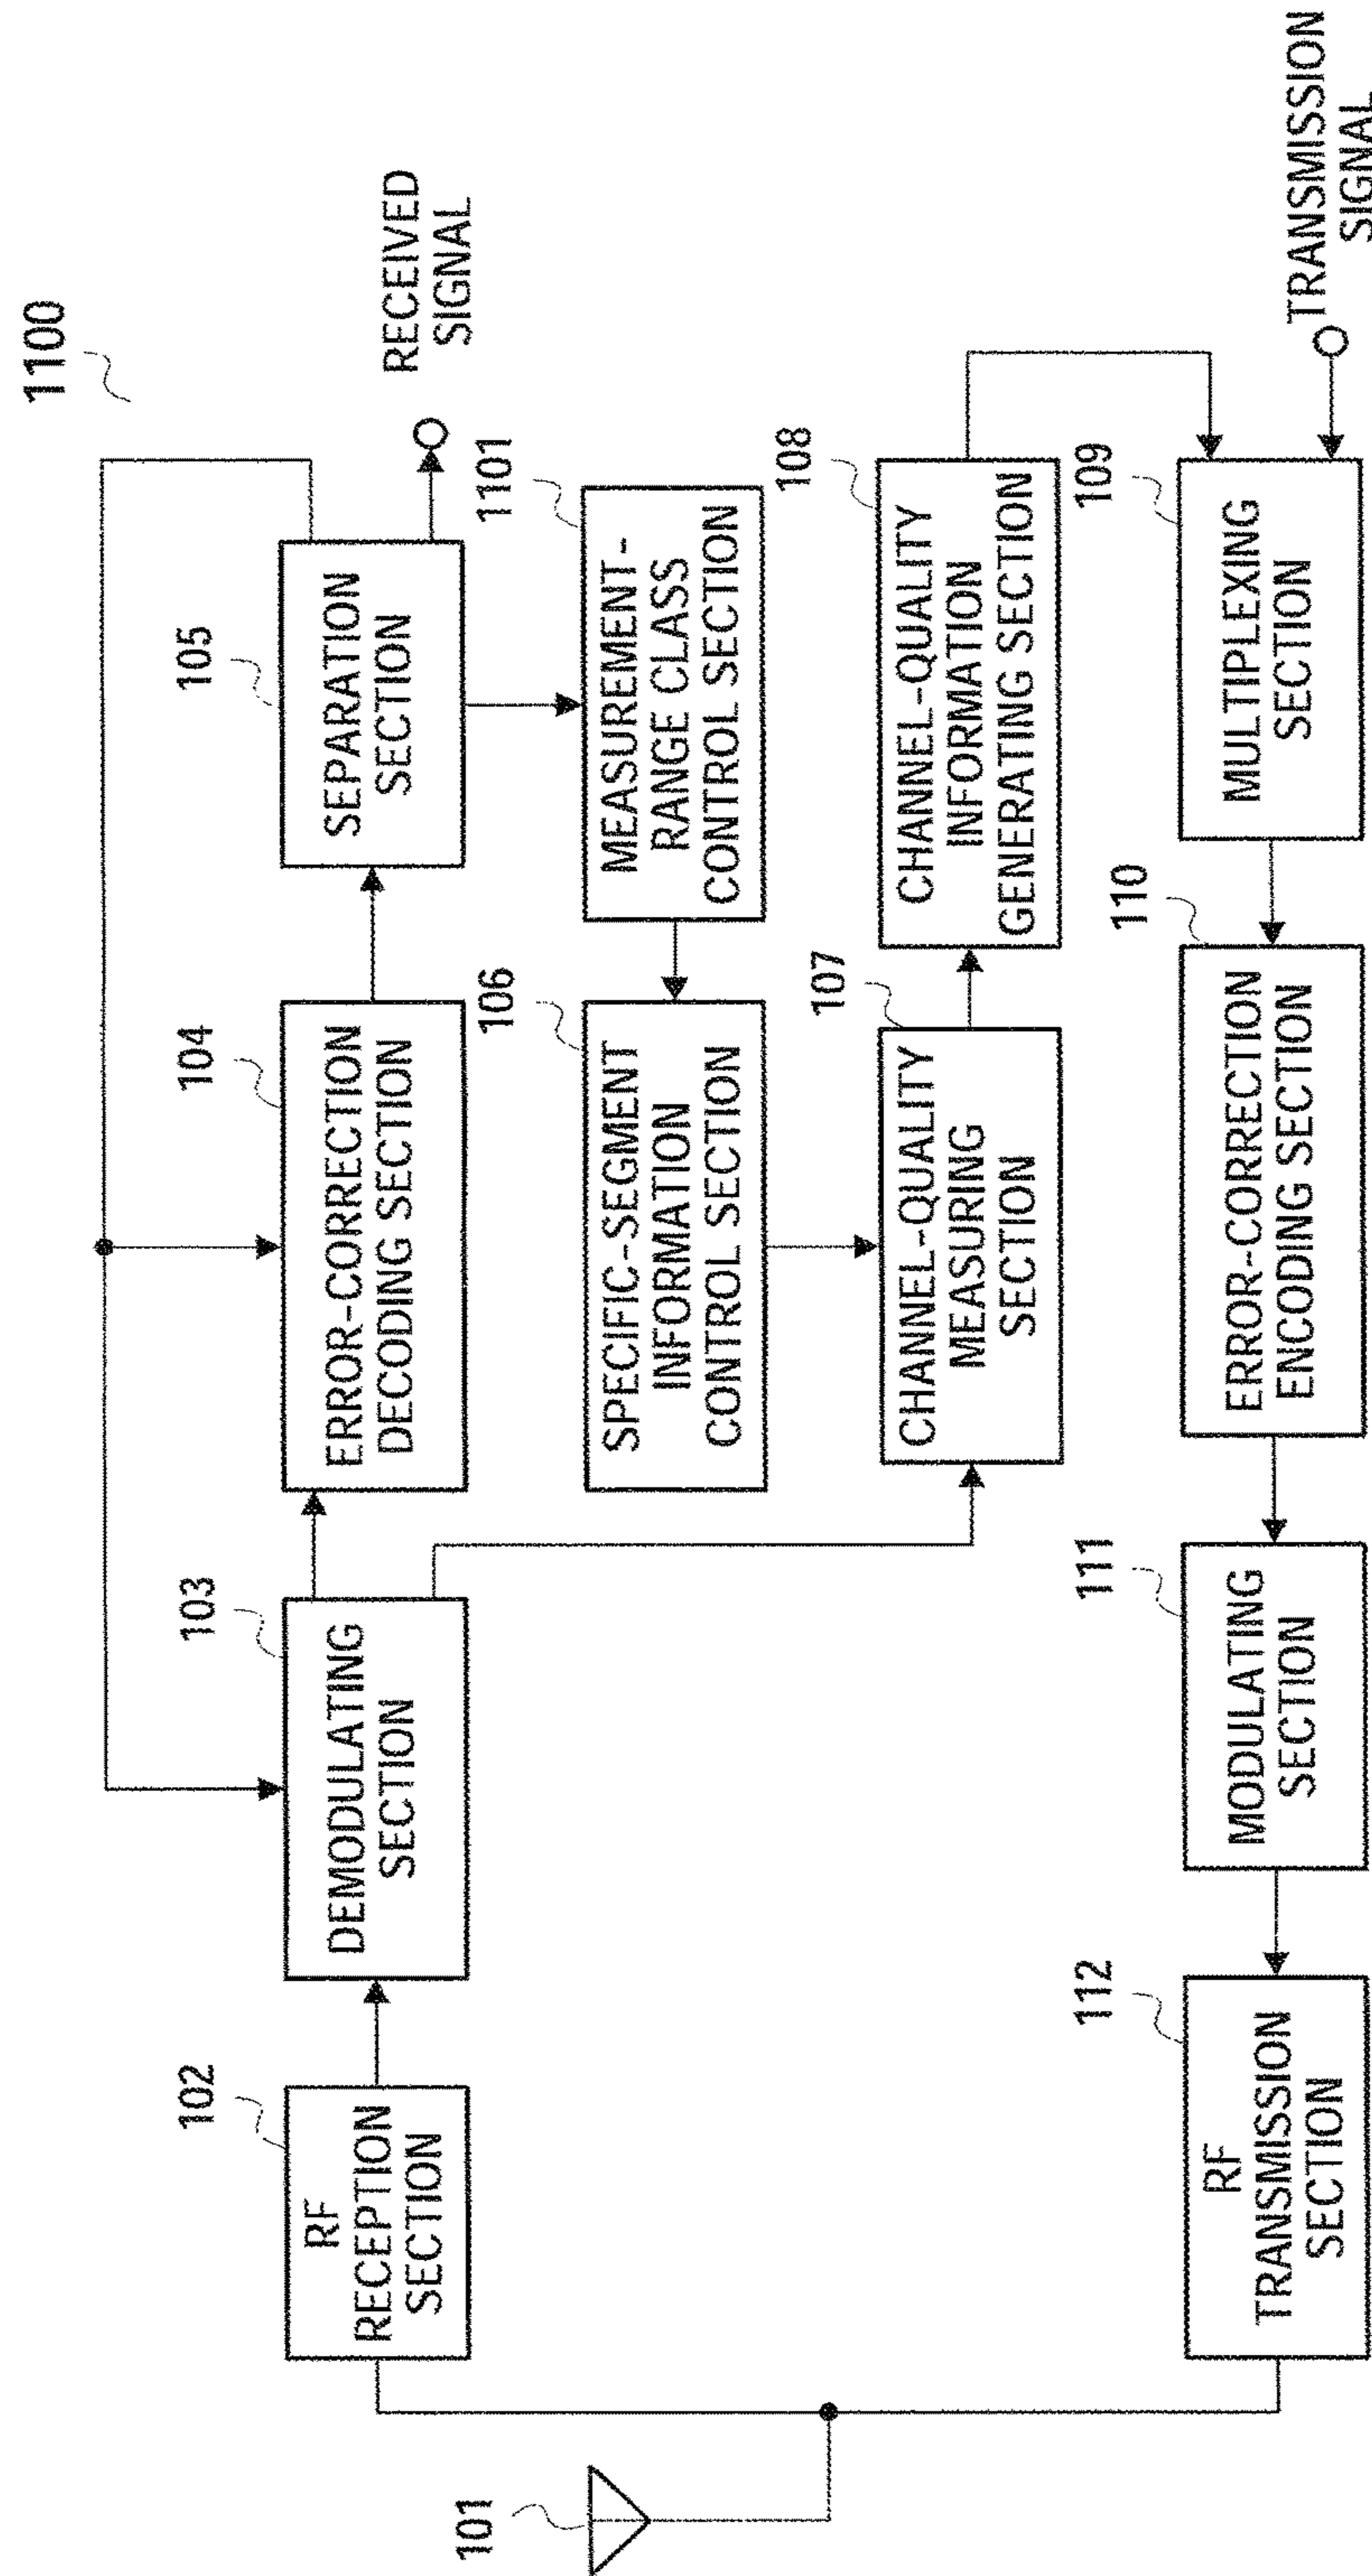 1100
101
102
RF
RECEPTION
SECTION
103
DEMODULATING
SECTION
104
ERROR-CORRECTION
DECODING SECTION
105
SEPARATION
SECTION
RECEIVED
SIGNAL
106
SPECIFIC-SEGMENT
INFORMATION
CONTROL SECTION
1101
MEASUREMENT-
RANGE CLASS
CONTROL SECTION
107
CHANNEL-QUALITY
MEASURING
SECTION
108
CHANNEL-QUALITY
INFORMATION
GENERATING SECTION
112
RF
TRANSMISSION
SECTION
111
MODULATING
SECTION
110
ERROR-CORRECTION
ENCODING SECTION
109
MULTIPLEXING
SECTION
TRANSMISSION
SIGNAL